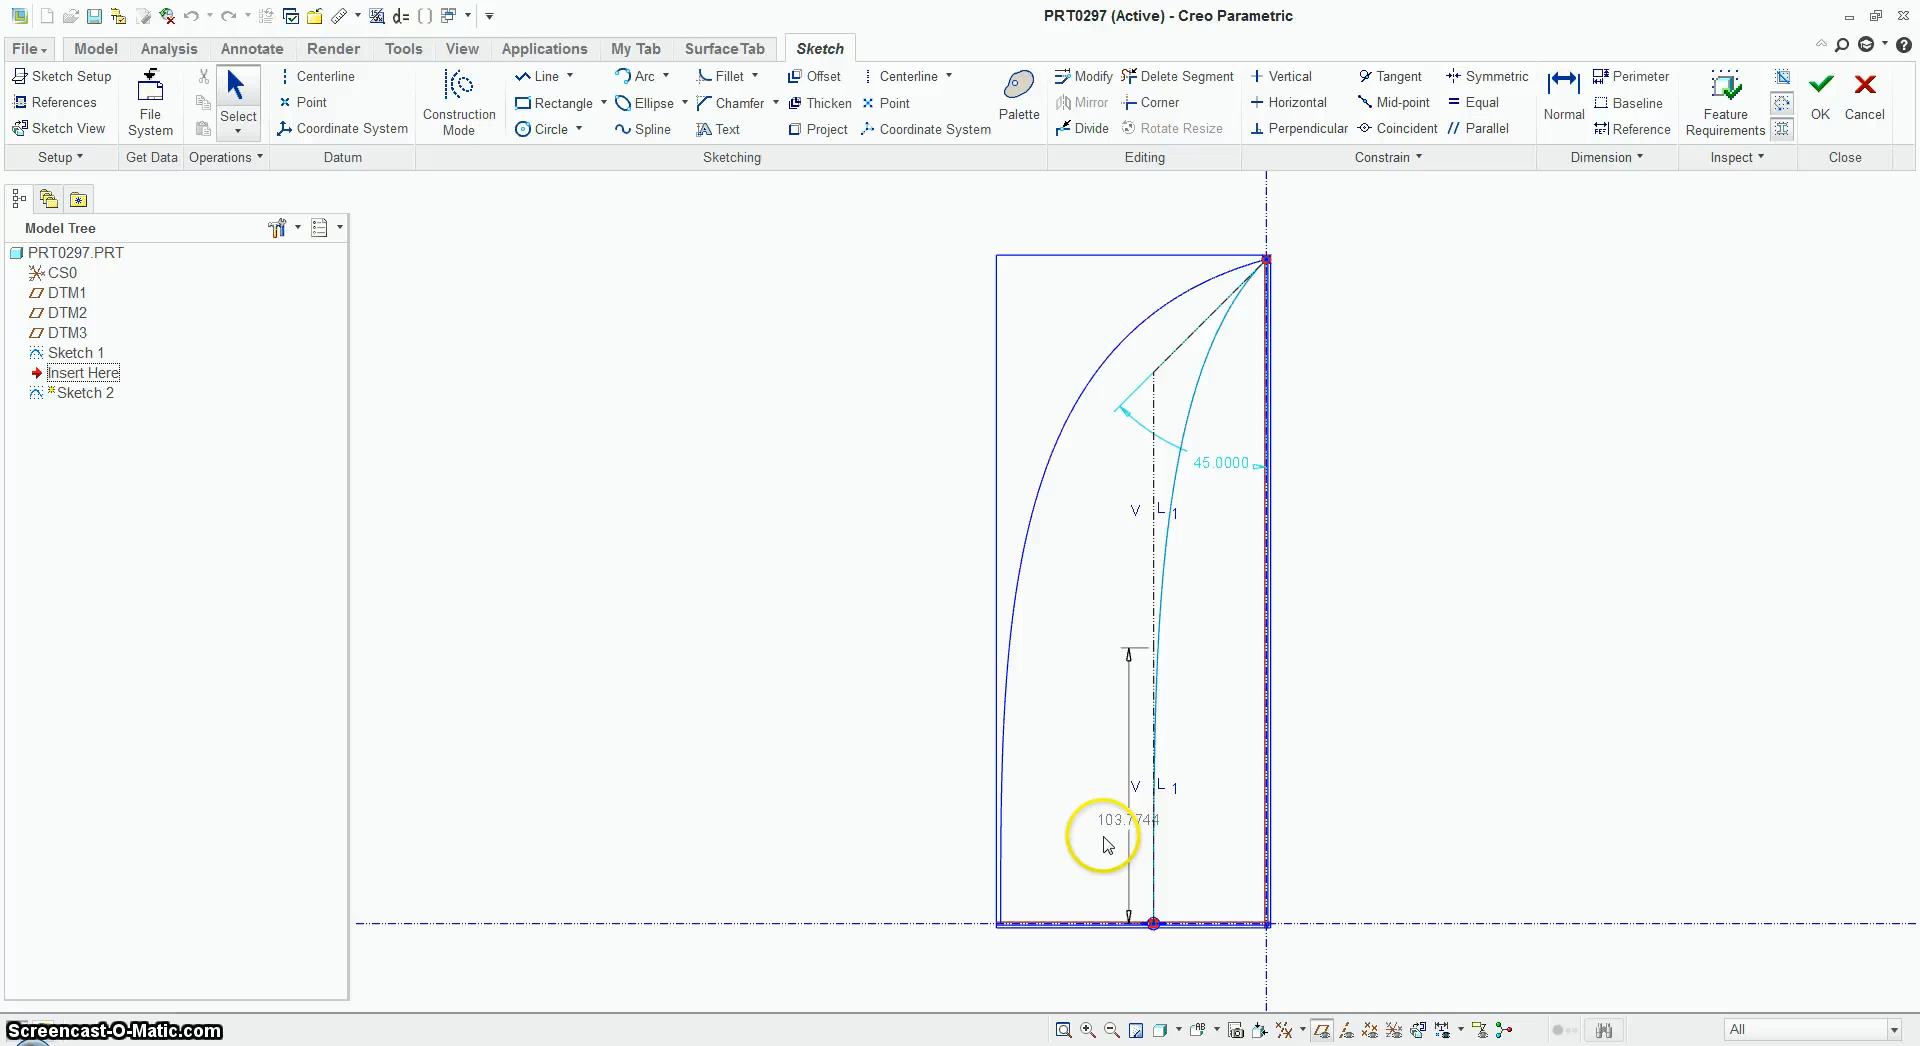 PRT0297 (Active) - Creo Parametric
File Model Analysis Annotate Render Tools View Applications My Tab Surface Tab Sketch
Sketch Setup
References
Sketch View
File System
Select
Centerline
Point
Coordinate System
Construction Mode
Line Arc Fillet Offset Centerline
Rectangle Ellipse Chamfer Thicken Point
Circle Spline Text Project Coordinate System
Palette
Modify Delete Segment
Mirror Corner
Divide Rotate Resize
Vertical Tangent Symmetric
Horizontal Mid-point Equal
Perpendicular Coincident Parallel
Normal
Perimeter
Baseline
Reference
Feature Requirements
OK
Cancel
Setup Get Data Operations Datum Sketching Editing Constrain Dimension Inspect Close
Model Tree
PRT0297.PRT
CS0
DTM1
DTM2
DTM3
Sketch 1
Insert Here
Sketch 2
45.0000
V L 1
V L 1
103.7744
Screencast-O-Matic.com
All